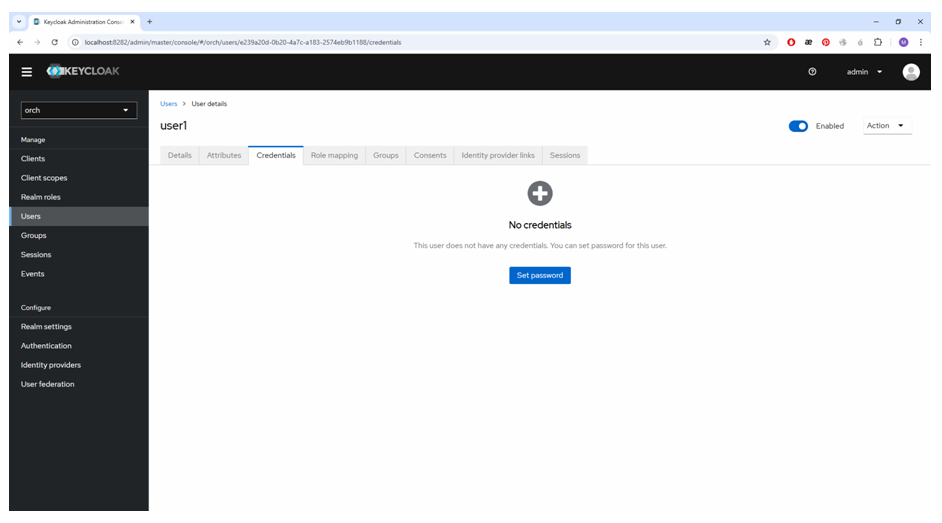 Keycloak Administration Consol
localhost:8282/admin/master/console/#/orch/users/e239a20d-0b20-4a7c-a183-2574eb9b1188/credentials
KEYCLOAK
admin
orch
Manage
Clients
Client scopes
Realm roles
Users
Groups
Sessions
Events
Configure
Realm settings
Authentication
Identity providers
User federation
Users > User details
user1
Enabled
Action
Details Attributes Credentials Role mapping Groups Consents Identity provider links Sessions
No credentials
This user does not have any credentials. You can set password for this user.
Set password